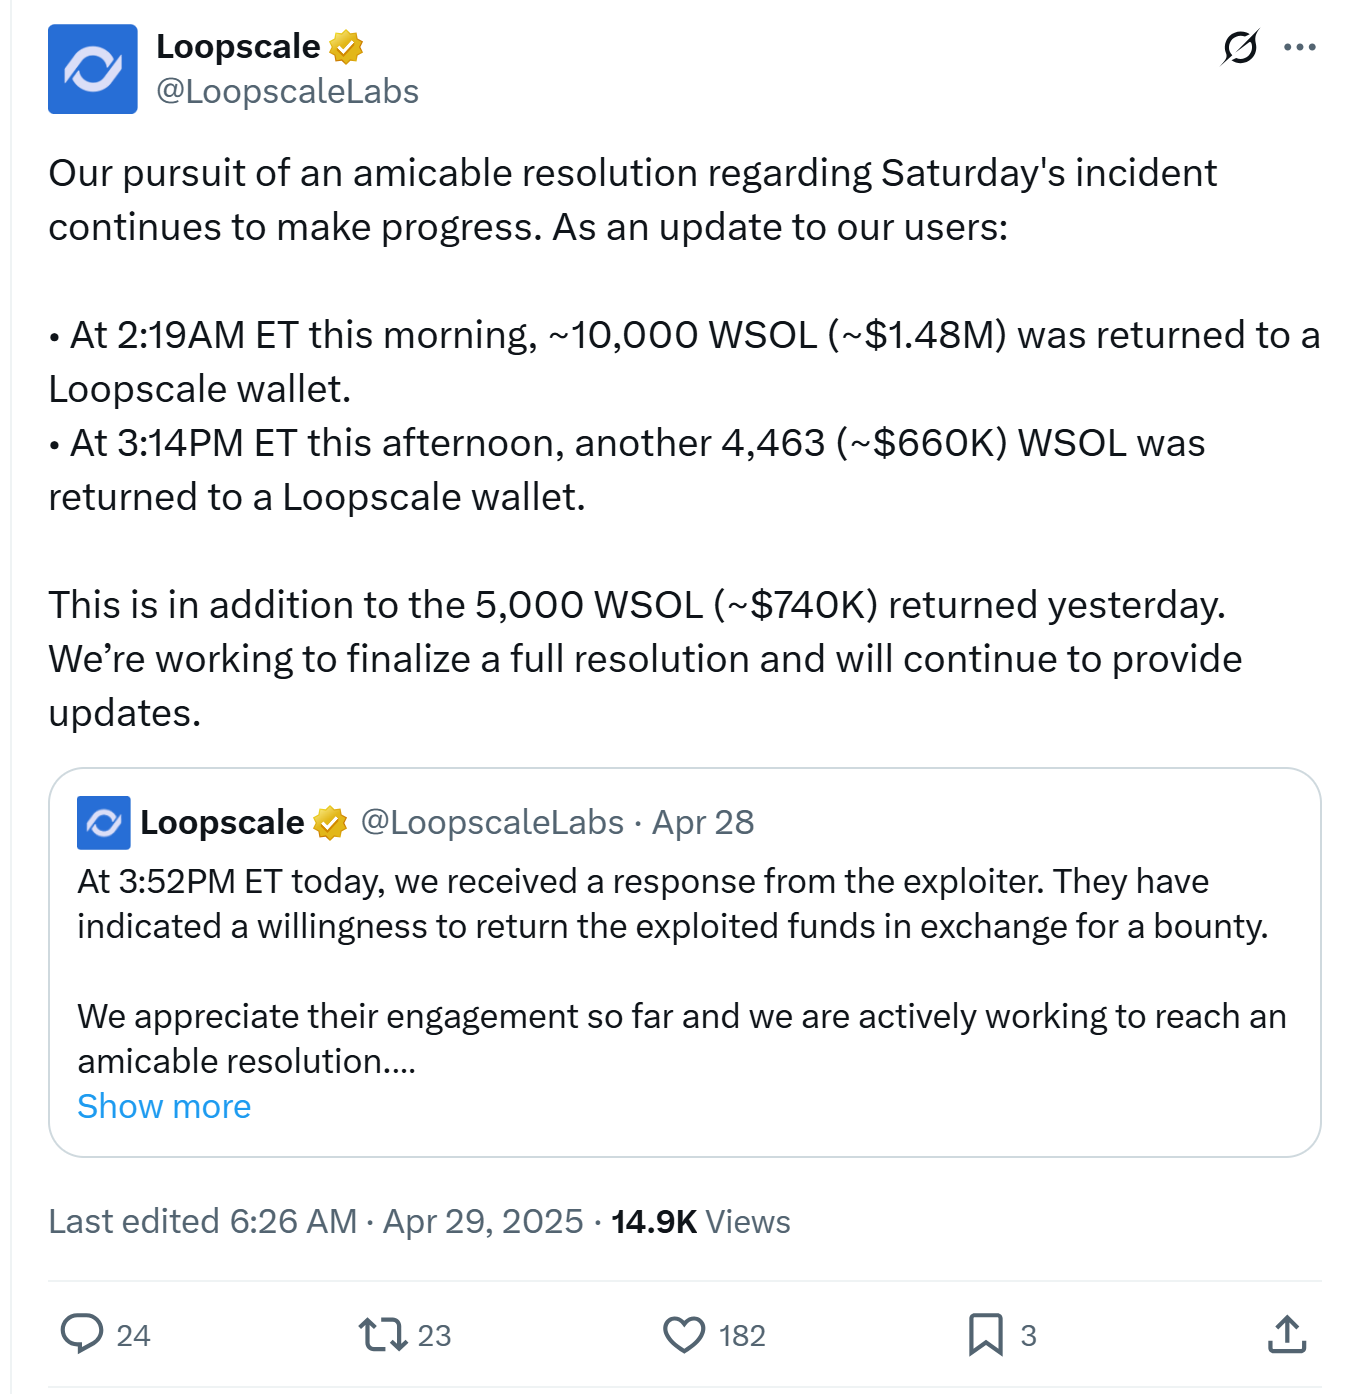 Loopscale
@LoopscaleLabs
Our pursuit of an amicable resolution regarding Saturday's incident
continues to make progress. As an update to our users:
• At 2:19AM ET this morning, ~10,000 WSOL (~$1.48M) was returned to a
Loopscale wallet.
• At 3:14PM ET this afternoon, another 4,463 (~$660K) WSOL was
returned to a Loopscale wallet.
This is in addition to the 5,000 WSOL (~$740K) returned yesterday.
We’re working to finalize a full resolution and will continue to provide
updates.
Loopscale @LoopscaleLabs · Apr 28
At 3:52PM ET today, we received a response from the exploiter. They have
indicated a willingness to return the exploited funds in exchange for a bounty.
We appreciate their engagement so far and we are actively working to reach an
amicable resolution....
Show more
Last edited 6:26 AM · Apr 29, 2025 · 14.9K Views
24 23 182 3